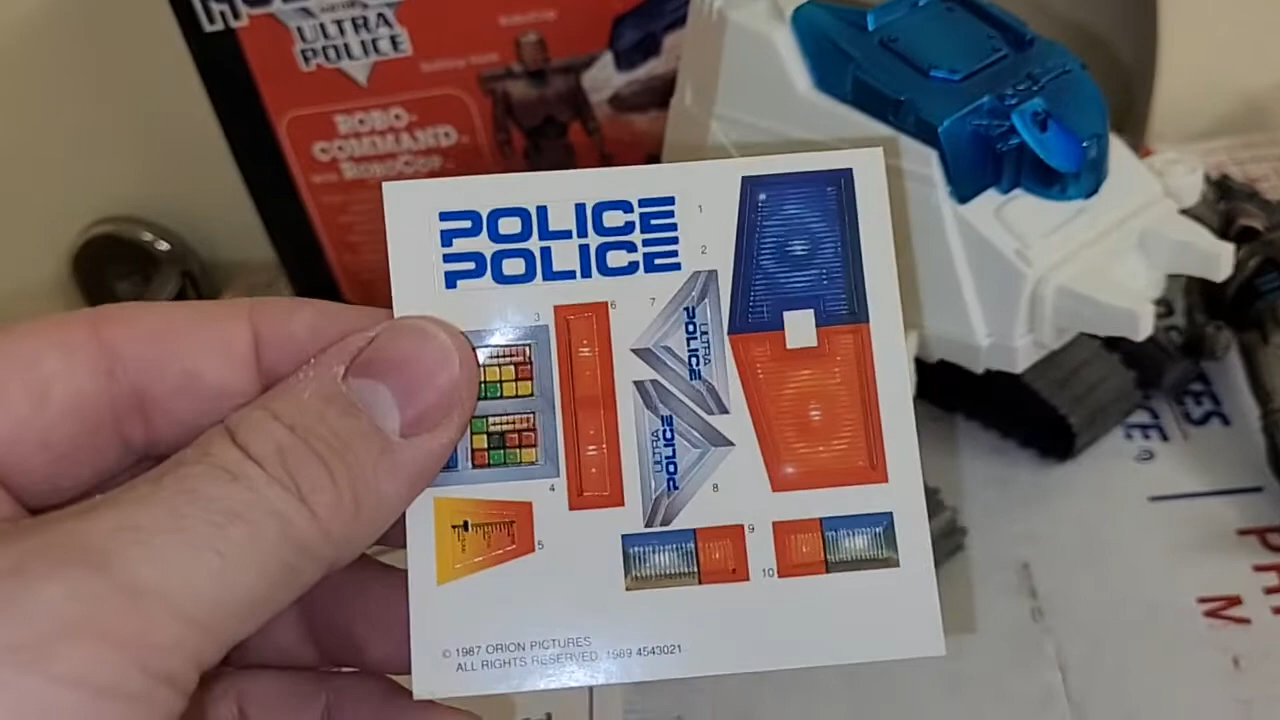 ULTRA
POLICE
ROBO-
COMMAND
POLICE
POLICE
1
2
3
4
5
6
7
8
9
10
ULTRA
POLICE
ULTRA
POLICE
© 1987 ORION PICTURES
ALL RIGHTS RESERVED. 1989 4543021